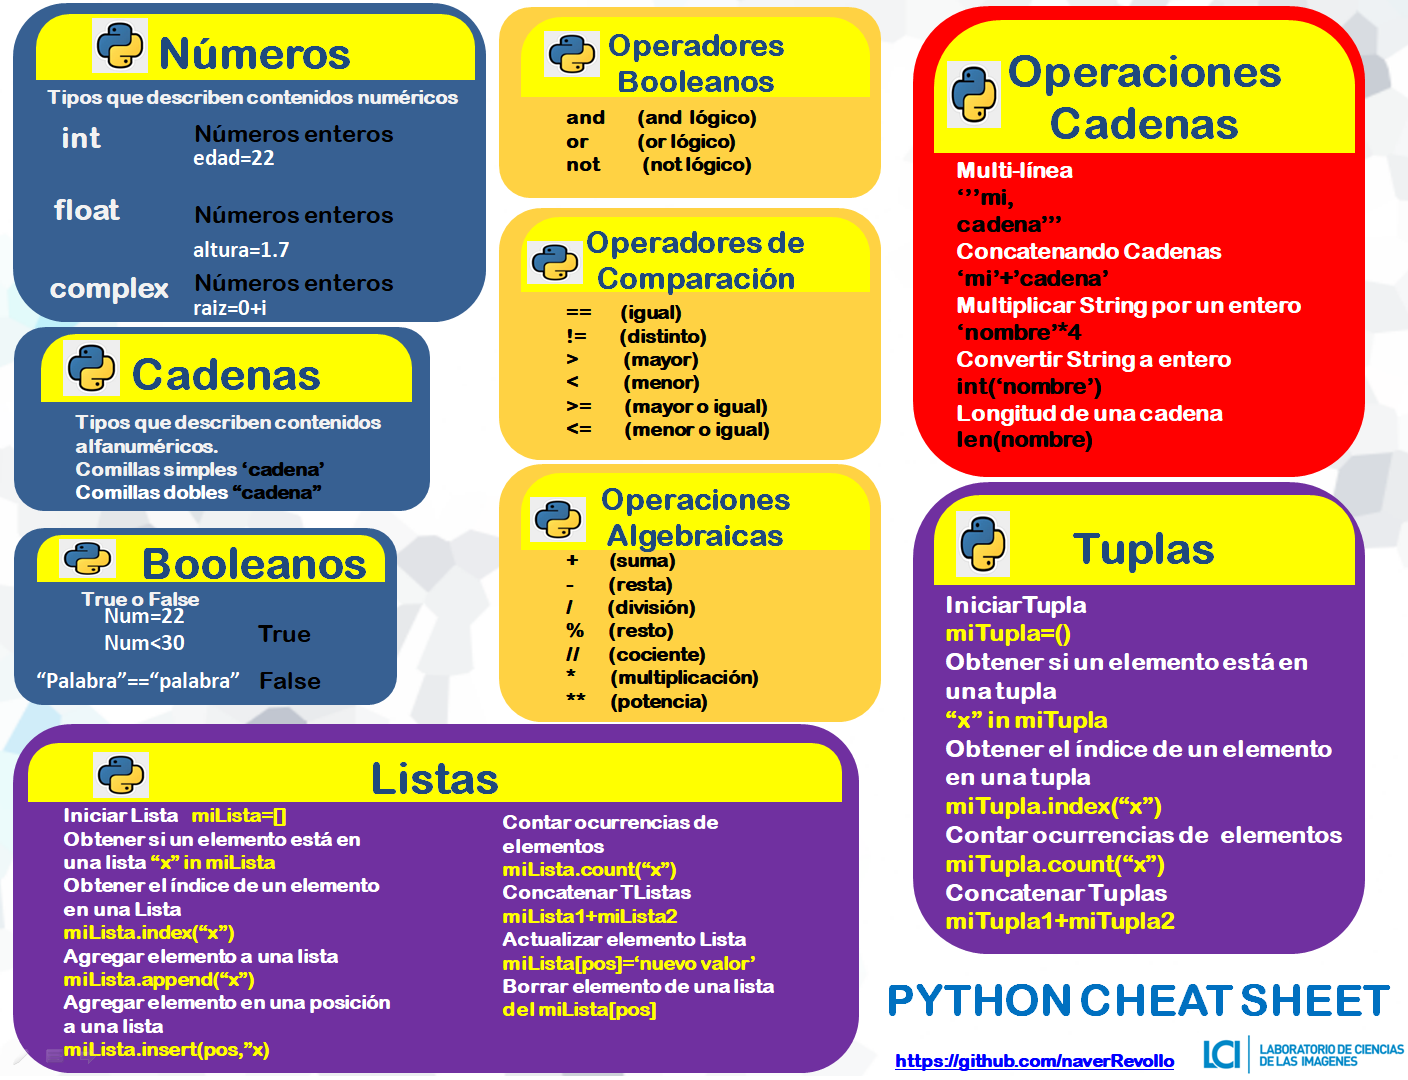 Números
Tipos que describen contenidos numéricos
int
Números enteros
edad=22
float
Números enteros
altura=1.7
complex
Números enteros
raiz=0+i
Cadenas
Tipos que describen contenidos
alfanuméricos.
Comillas simples ‘cadena’
Comillas dobles “cadena”
Booleanos
True o False
Num=22
Num<30
True
“Palabra”==“palabra” False
Operadores
Booleanos
and (and lógico)
or (or lógico)
not (not lógico)
Operadores de
Comparación
== (igual)
!= (distinto)
> (mayor)
< (menor)
>= (mayor o igual)
<= (menor o igual)
Operaciones
Algebraicas
+ (suma)
- (resta)
/ (división)
% (resto)
// (cociente)
* (multiplicación)
** (potencia)
Operaciones
Cadenas
Multi-línea
‘’’mi,
cadena’’’
Concatenando Cadenas
‘mi’+’cadena’
Multiplicar String por un entero
‘nombre’*4
Convertir String a entero
int(‘nombre’)
Longitud de una cadena
len(nombre)
Tuplas
IniciarTupla
miTupla=()
Obtener si un elemento está en
una tupla
“x” in miTupla
Obtener el índice de un elemento
en una tupla
miTupla.index(“x”)
Contar ocurrencias de elementos
miTupla.count(“x”)
Concatenar Tuplas
miTupla1+miTupla2
Listas
Iniciar Lista miLista=[]
Obtener si un elemento está en
una lista “x” in miLista
Obtener el índice de un elemento
en una Lista
miLista.index(“x”)
Agregar elemento a una lista
miLista.append(“x”)
Agregar elemento en una posición
a una lista
miLista.insert(pos,”x)
Contar ocurrencias de
elementos
miLista.count(“x”)
Concatenar TListas
miLista1+miLista2
Actualizar elemento Lista
miLista[pos]=‘nuevo valor’
Borrar elemento de una lista
del miLista[pos]
PYTHON CHEAT SHEET
https://github.com/naverRevollo
LCI
LABORATORIO DE CIENCIAS
DE LAS IMAGENES